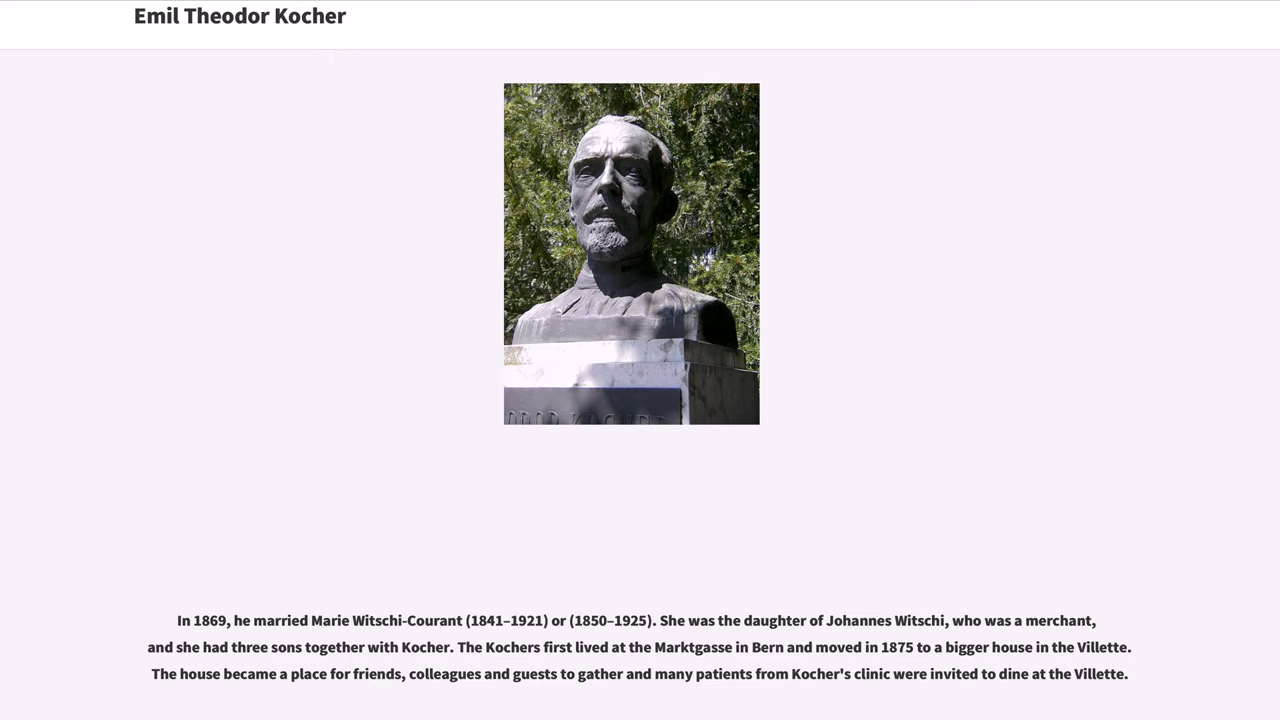 Emil Theodor Kocher
ODOR KOCHER
In 1869, he married Marie Witschi-Courant (1841–1921) or (1850–1925). She was the daughter of Johannes Witschi, who was a merchant,
and she had three sons together with Kocher. The Kochers first lived at the Marktgasse in Bern and moved in 1875 to a bigger house in the Villette.
The house became a place for friends, colleagues and guests to gather and many patients from Kocher's clinic were invited to dine at the Villette.